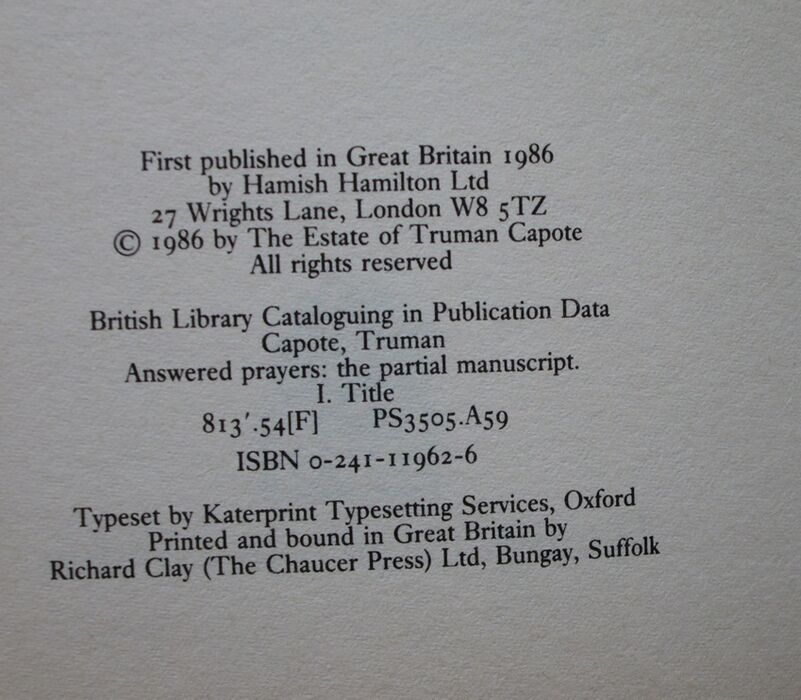 First published in Great Britain 1986
by Hamish Hamilton Ltd
27 Wrights Lane, London W8 5TZ
© 1986 by The Estate of Truman Capote
All rights reserved
British Library Cataloguing in Publication Data
Capote, Truman
Answered prayers: the partial manuscript.
I. Title
813'.54[F] PS3505.A59
ISBN 0-241-11962-6
Typeset by Katerprint Typesetting Services, Oxford
Printed and bound in Great Britain by
Richard Clay (The Chaucer Press) Ltd, Bungay, Suffolk